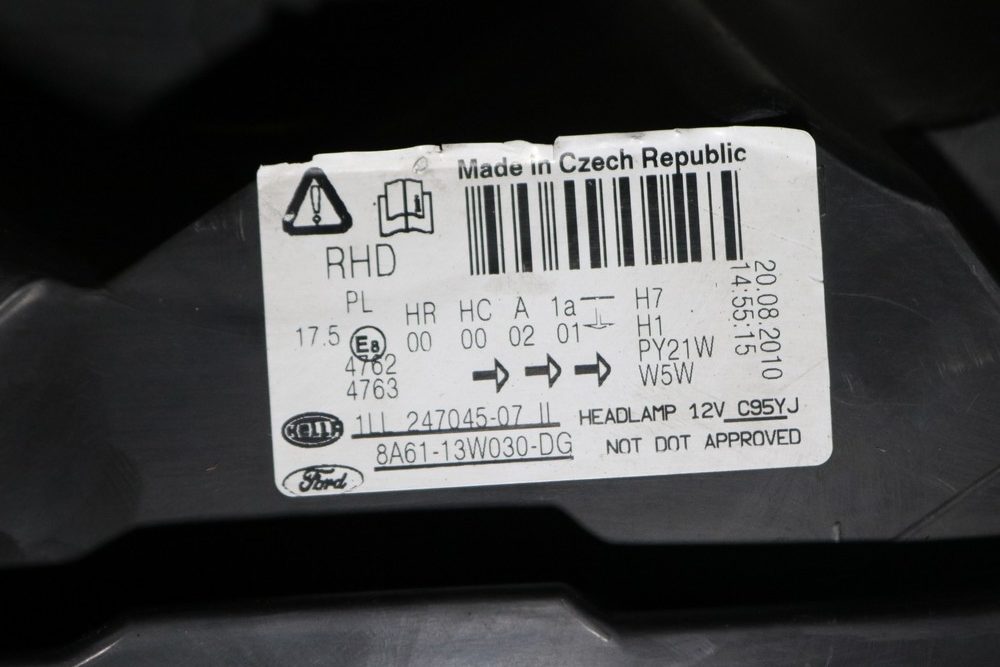 Made in Czech Republic
RHD
PL HR HC A 1a H7
17.5 E8 00 00 02 01 H1
4762 PY21W
4763 W5W
20.08.2010
14:55:15
HELLA 1LL 247045-07 IL HEADLAMP 12V C95YJ
8A61-13W030-DG NOT DOT APPROVED
Ford